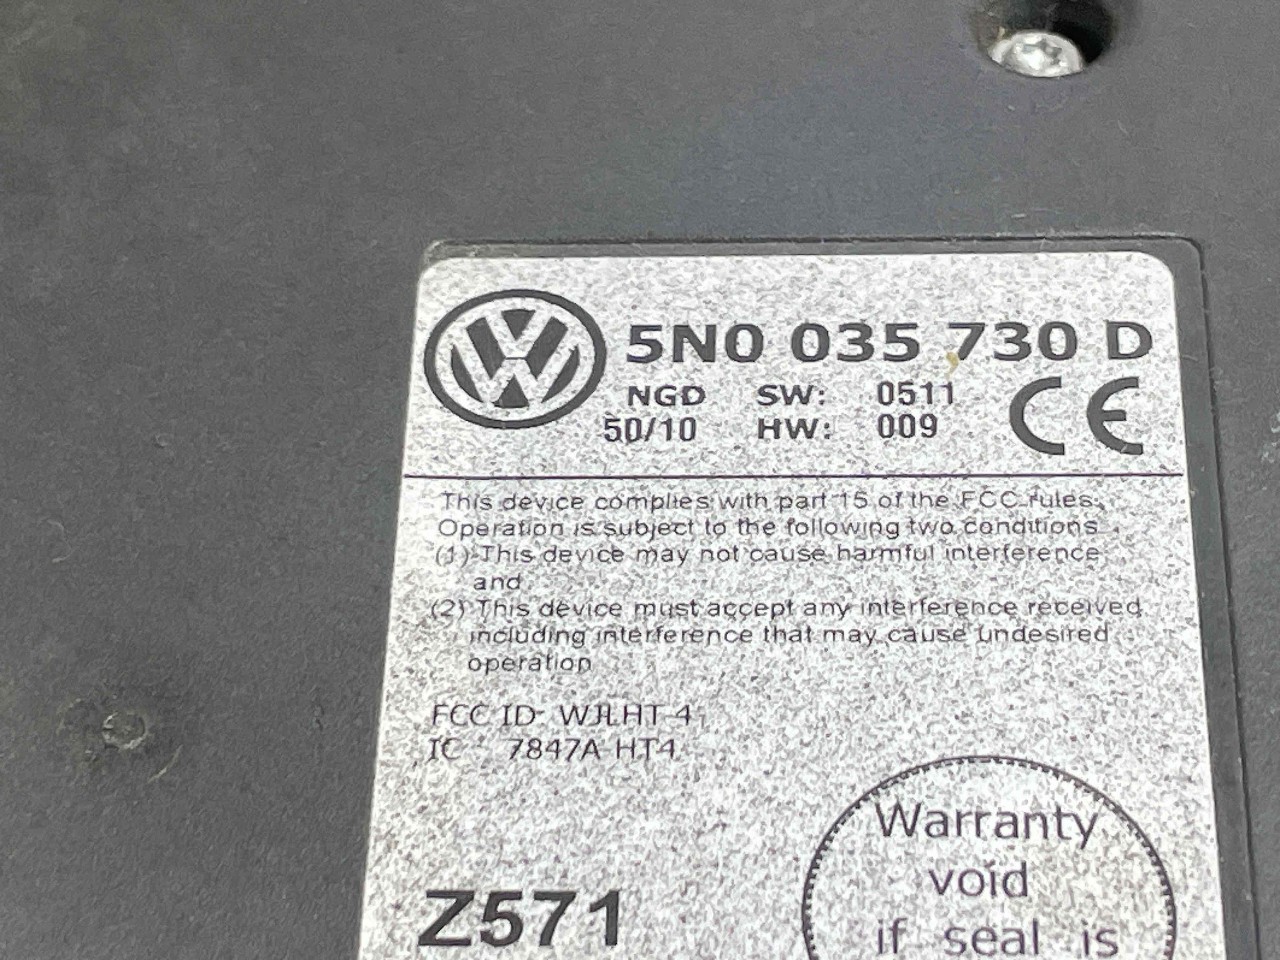 5N0 035 730 D
NGD SW: 0511
50/10 HW: 009
CE
This device complies with part 15 of the FCC rules.
Operation is subject to the following two conditions
(1) This device may not cause harmful interference
and
(2) This device must accept any interference received
including interference that may cause undesired
operation
FCC ID: WJLHT-4
IC : 7847A HT4
Z571
Warranty
void
if seal is